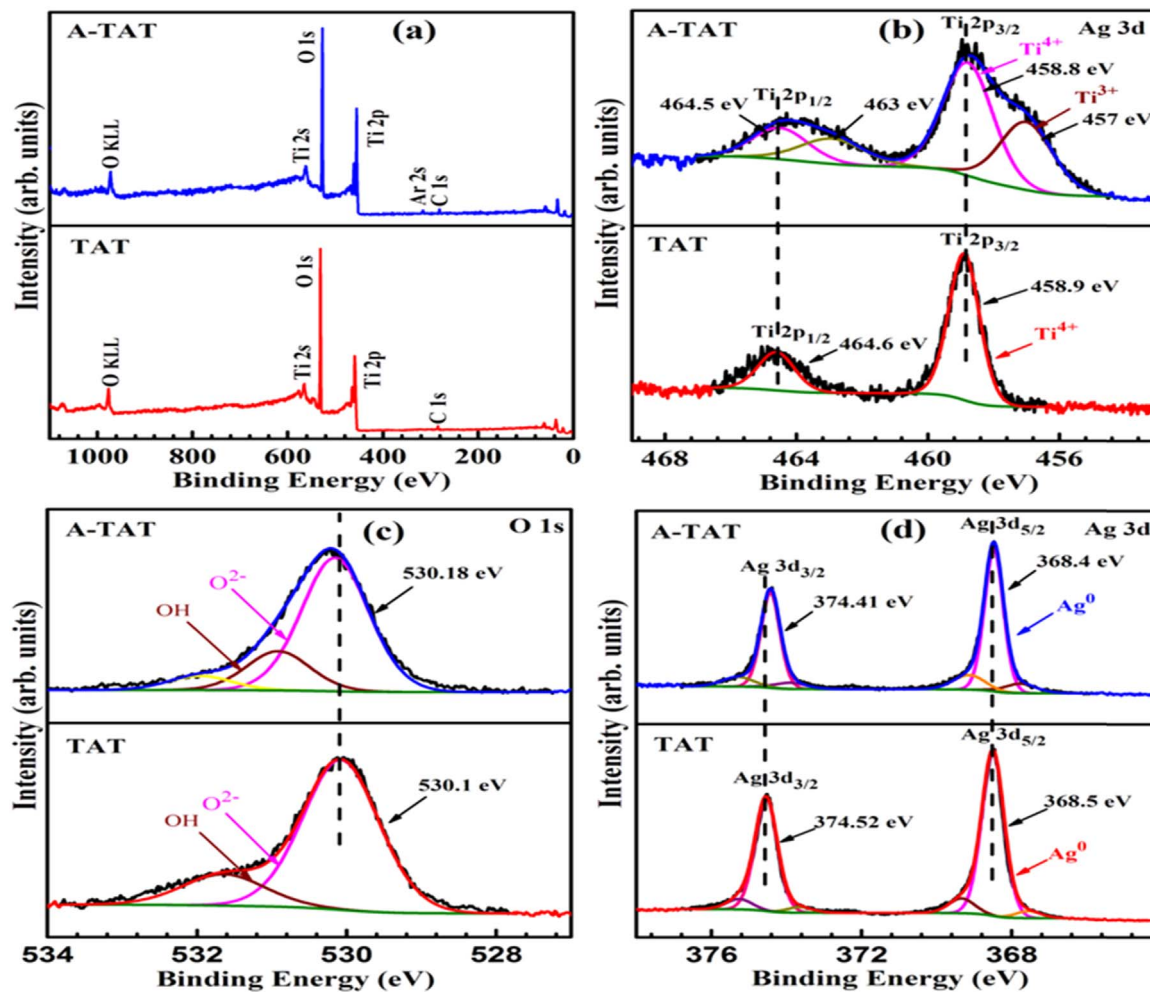 A-TAT
(a)
O 1s
Ti 2p
Ti 2s
O KLL
Ar 2s
C 1s
TAT
O 1s
Ti 2p
Ti 2s
O KLL
C 1s
Intensity (arb. units)
1000 800 600 400 200 0
Binding Energy (eV)
A-TAT
(b)
Ag 3d
Ti 2p3/2
Ti4+
458.8 eV
Ti3+
457 eV
464.5 eV
Ti 2p1/2
463 eV
TAT
Ti 2p3/2
458.9 eV
Ti 2p1/2
464.6 eV
Ti4+
Intensity (arb. units)
468 464 460 456
Binding Energy (eV)
A-TAT
(c)
O 1s
O2-
OH
530.18 eV
TAT
O2-
OH
530.1 eV
Intensity (arb. units)
534 532 530 528
Binding Energy (eV)
A-TAT
(d)
Ag 3d5/2
Ag 3d
368.4 eV
Ag 3d3/2
374.41 eV
Ag0
TAT
Ag 3d5/2
Ag 3d3/2
368.5 eV
374.52 eV
Ag0
Intensity (arb. units)
376 372 368
Binding Energy (eV)